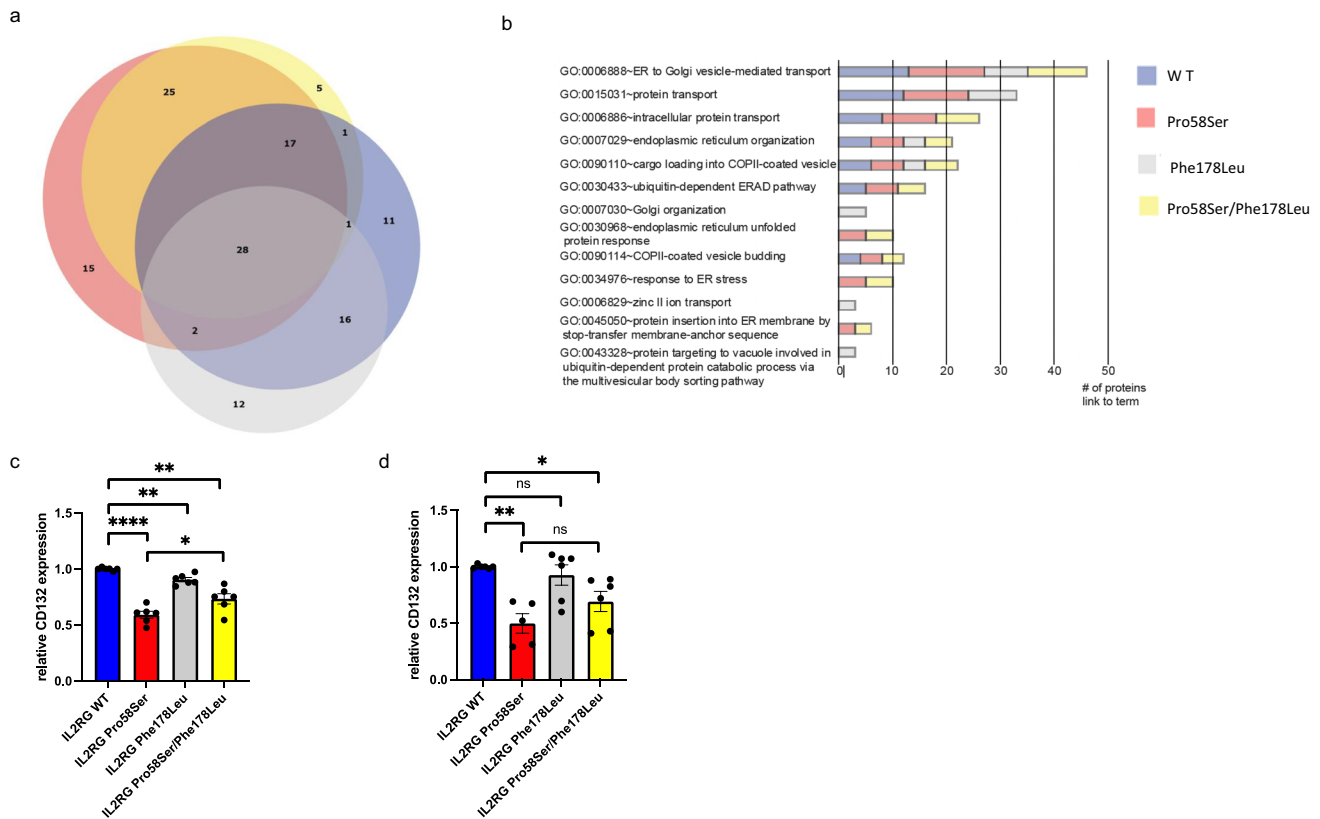 a
25
5
17
1
1
11
28
15
2
16
12
b
GO:0006888~ER to Golgi vesicle-mediated transport
GO:0015031~protein transport
GO:0006886~intracellular protein transport
GO:0007029~endoplasmic reticulum organization
GO:0090110~cargo loading into COPII-coated vesicle
GO:0030433~ubiquitin-dependent ERAD pathway
GO:0007030~Golgi organization
GO:0030968~endoplasmic reticulum unfolded
protein response
GO:0090114~COPII-coated vesicle budding
GO:0034976~response to ER stress
GO:0006829~zinc II ion transport
GO:0045050~protein insertion into ER membrane by
stop-transfer membrane-anchor sequence
GO:0043328~protein targeting to vacuole involved in
ubiquitin-dependent protein catabolic process via
the multivesicular body sorting pathway
0 10 20 30 40 50
# of proteins
link to term
W T
Pro58Ser
Phe178Leu
Pro58Ser/Phe178Leu
c
**
**
****
*
relative CD132 expression
1.5
1.0
0.5
0.0
IL2RG WT
IL2RG Pro58Ser
IL2RG Phe178Leu
IL2RG Pro58Ser/Phe178Leu
d
*
ns
**
ns
relative CD132 expression
1.5
1.0
0.5
0.0
IL2RG WT
IL2RG Pro58Ser
IL2RG Phe178Leu
IL2RG Pro58Ser/Phe178Leu